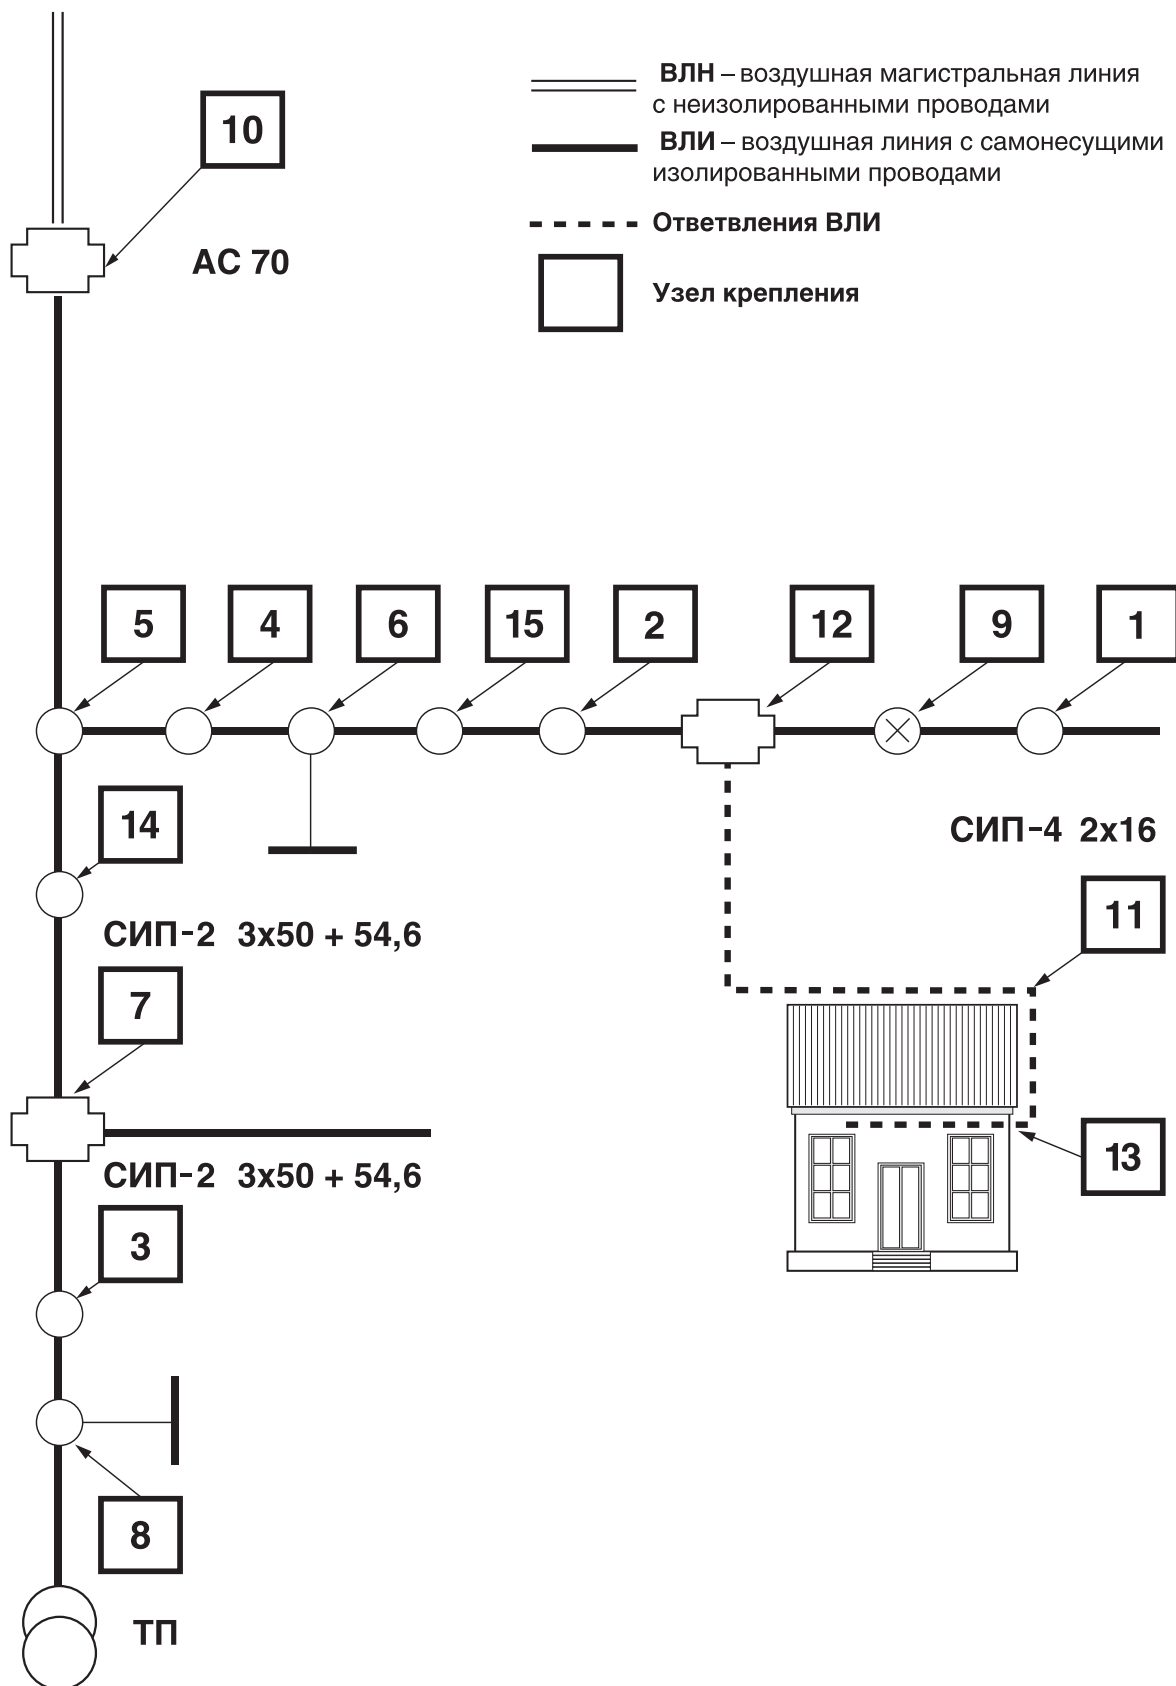 ВЛН – воздушная магистральная линия
с неизолированными проводами
10
ВЛИ – воздушная линия с самонесущими
изолированными проводами
Ответвления ВЛИ
АС 70
Узел крепления
5
4
6
15
2
12
9
1
14
СИП-4 2х16
11
СИП-2 3х50 + 54,6
7
13
СИП-2 3х50 + 54,6
3
8
ТП